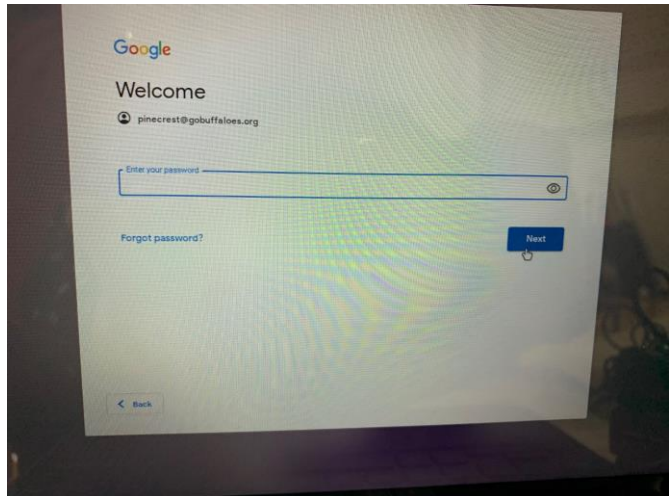 Google
Welcome
pinecrest@gobuffaloes.org
Enter your password
Forgot password?
Next
Back